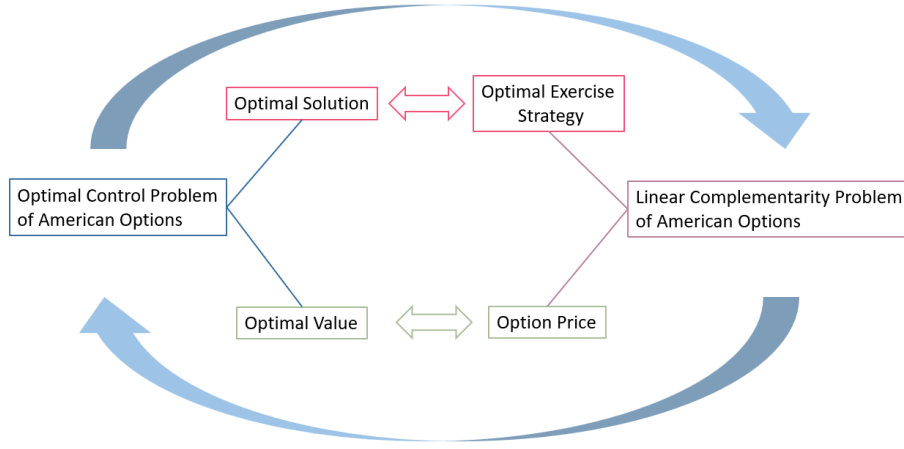 Optimal Solution
Optimal Exercise
Strategy
Optimal Control Problem
of American Options
Linear Complementarity Problem
of American Options
Optimal Value
Option Price